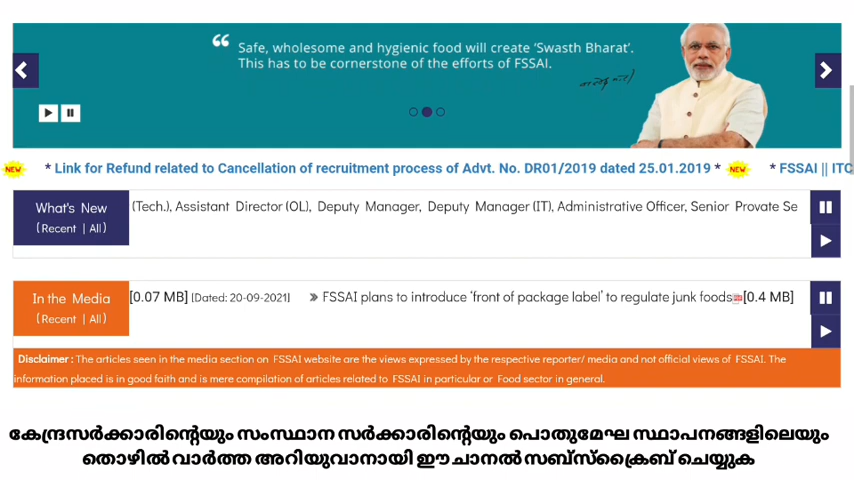 “ Safe, wholesome and hygienic food will create ‘Swasth Bharat’.
This has to be cornerstone of the efforts of FSSAI.
NEW * Link for Refund related to Cancellation of recruitment process of Advt. No. DR01/2019 dated 25.01.2019 * NEW * FSSAI || ITC
What's New
(Recent | All)
(Tech.), Assistant Director (OL), Deputy Manager, Deputy Manager (IT), Administrative Officer, Senior Provate Se
In the Media
(Recent | All)
[0.07 MB] [Dated: 20-09-2021] » FSSAI plans to introduce ‘front of package label’ to regulate junk foods [0.4 MB]
Disclaimer : The articles seen in the media section on FSSAI website are the views expressed by the respective reporter/ media and not official views of FSSAI. The
information placed is in good faith and is mere compilation of articles related to FSSAI in particular or Food sector in general.
കേന്ദ്രസർക്കാരിന്റെയും സംസ്ഥാന സർക്കാരിന്റെയും പൊതുമേഘ സ്ഥാപനങ്ങളിലെയും
തൊഴിൽ വാർത്ത അറിയുവാനായി ഈ ചാനൽ സബ്സ്ക്രൈബ് ചെയ്യുക